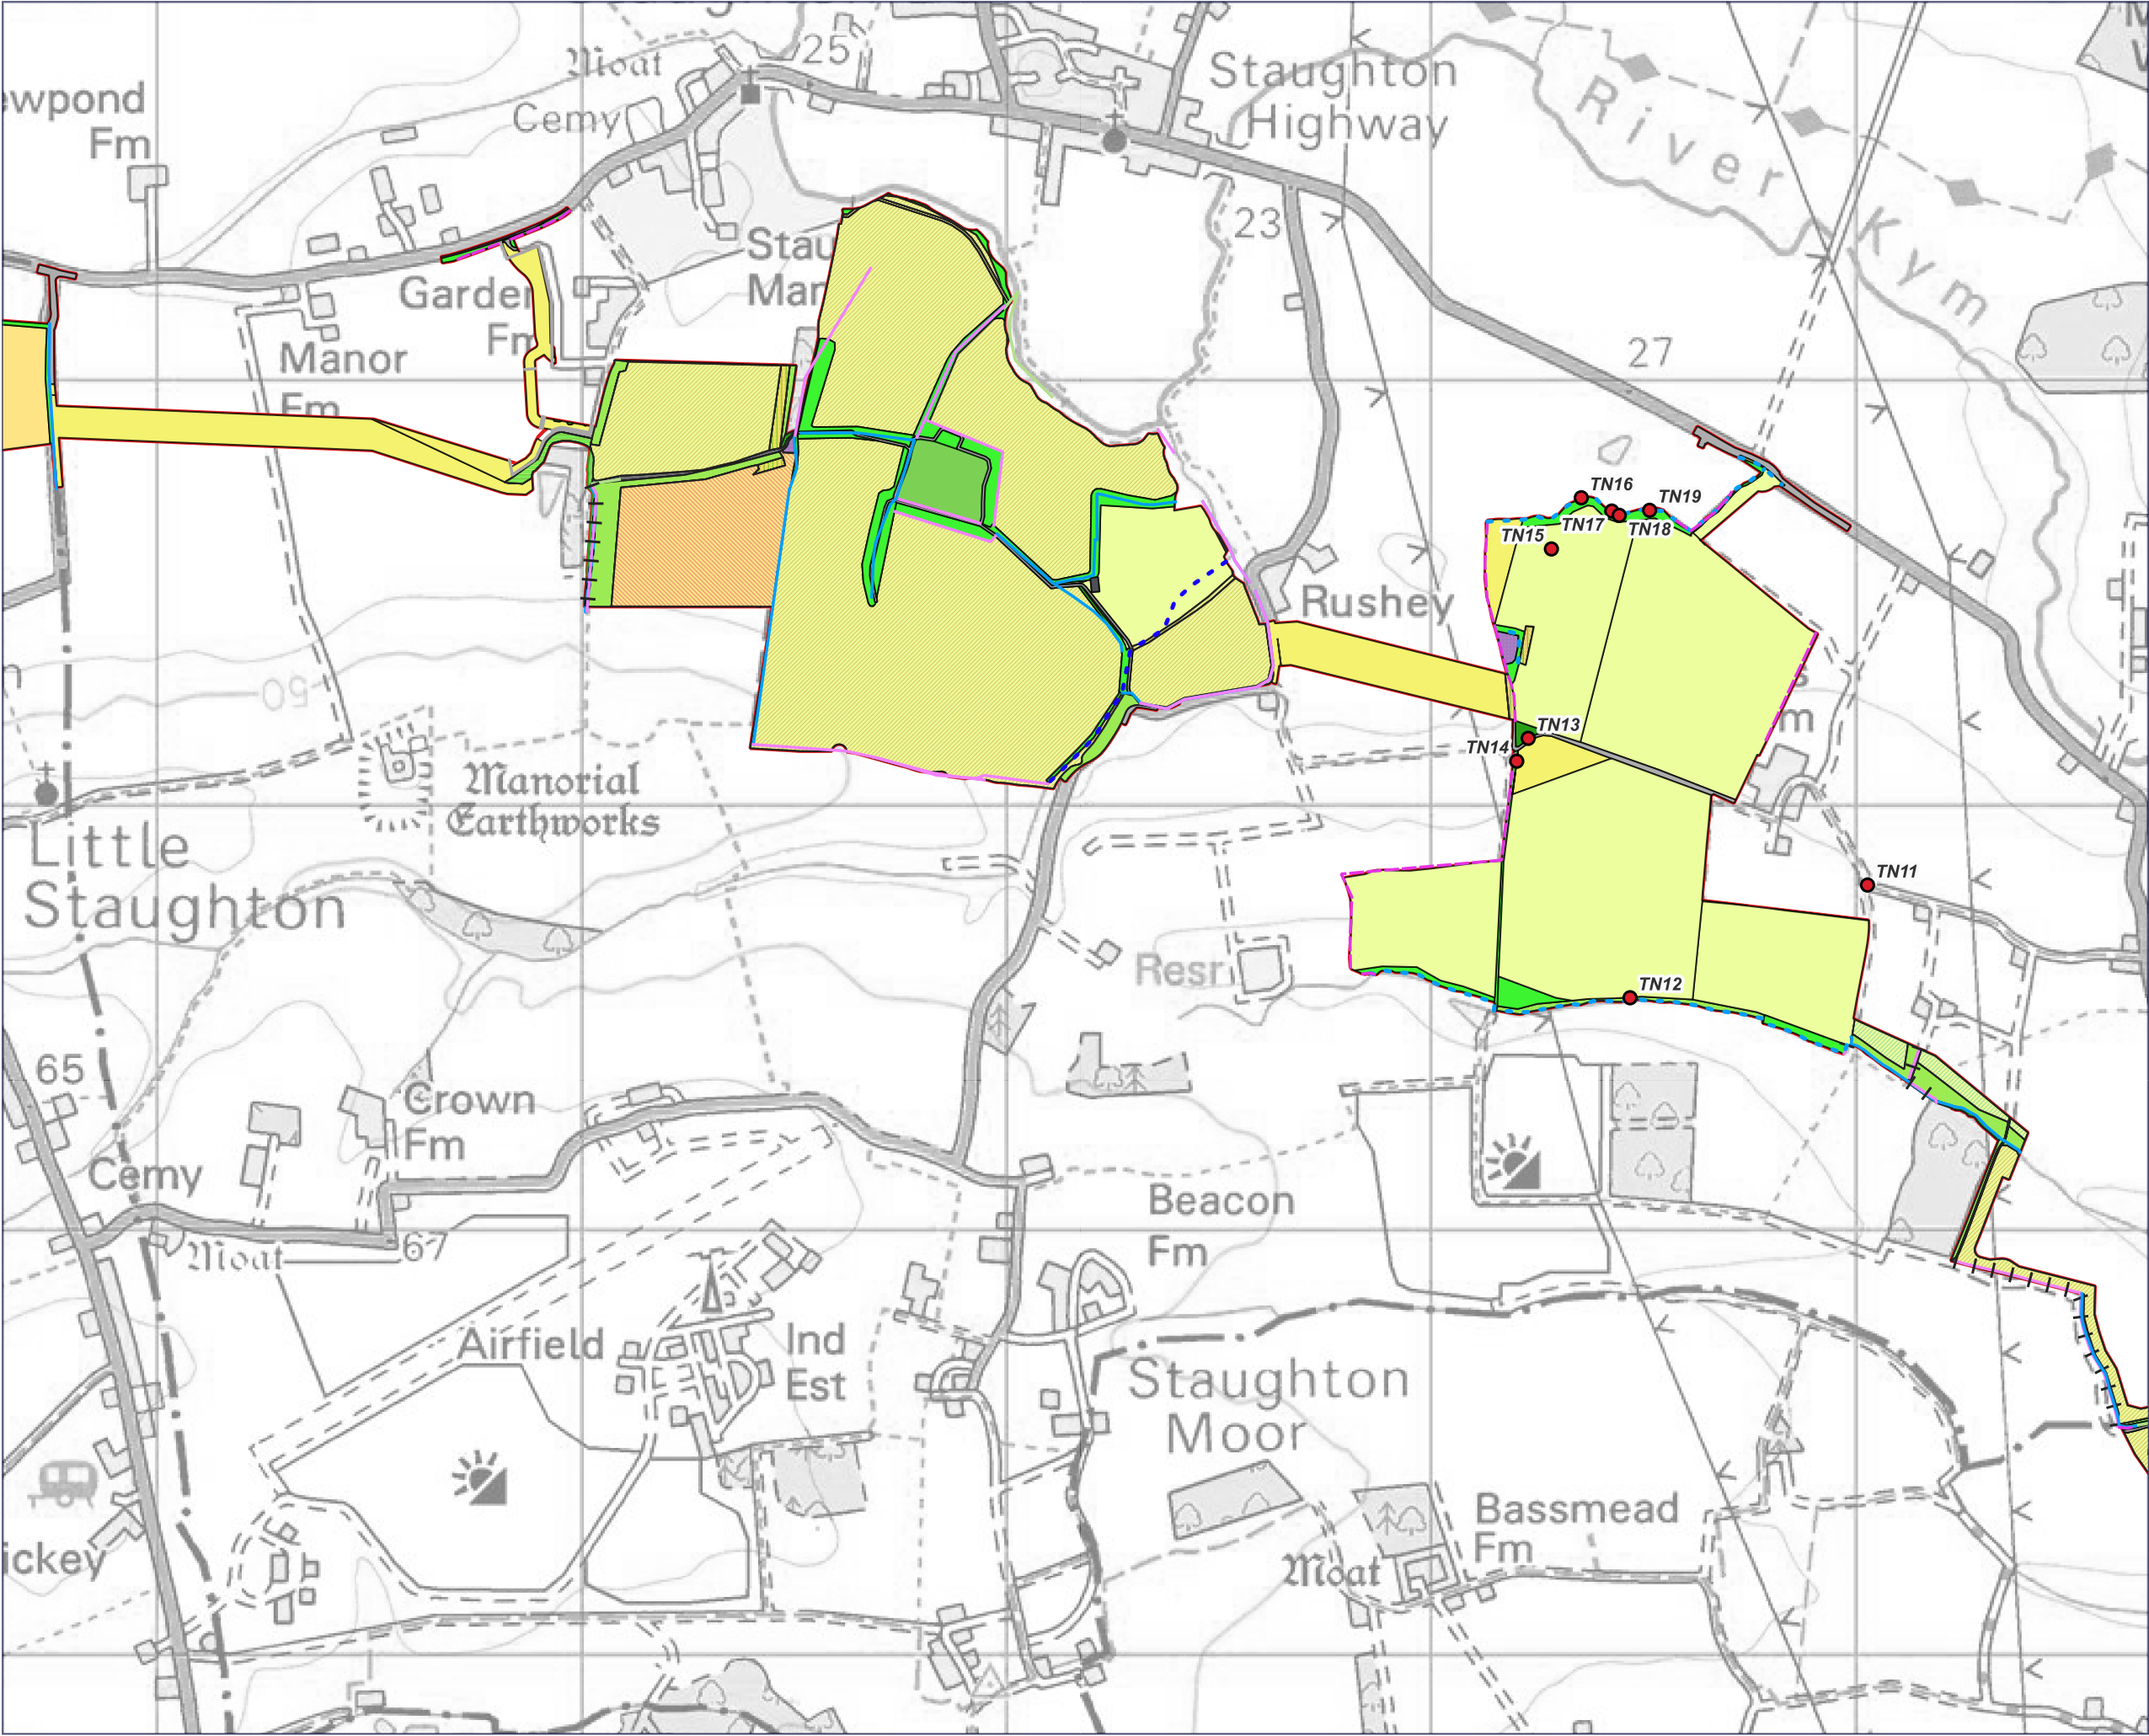 Moat
25
Cemy
Staughton
Highway
River
Kym
ewpond
Fm
23
27
Stau
Man
Garden
Fm
Manor
Fm
Rushey
TN16
TN19
TN17
TN18
TN15
TN13
TN14
s
m
50
Manorial
Earthworks
Little
Staughton
TN11
Resr
TN12
65
Crown
Fm
Cemy
Moat
67
Beacon
Fm
Airfield
Ind
Est
Staughton
Moor
Bassmead
Fm
Moat
ickey